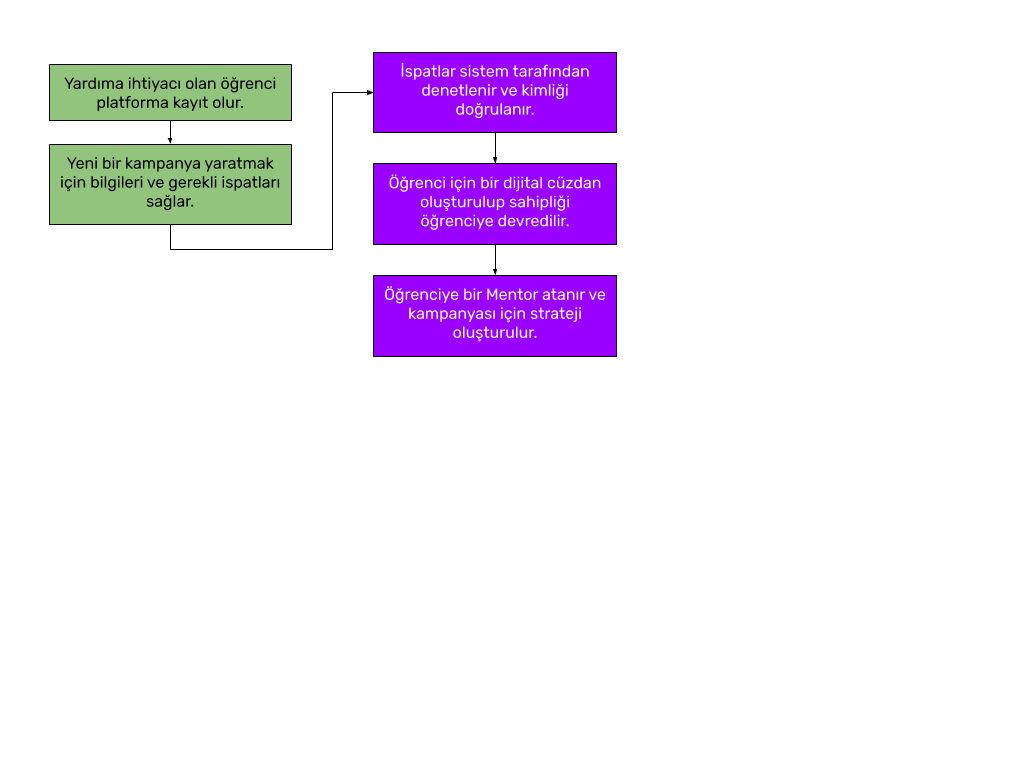 Yardıma ihtiyacı olan öğrenci
platforma kayıt olur.
Yeni bir kampanya yaratmak
için bilgileri ve gerekli ispatları
sağlar.
İspatlar sistem tarafından
denetlenir ve kimliği
doğrulanır.
Öğrenci için bir dijital cüzdan
oluşturulup sahipliği
öğrenciye devredilir.
Öğrenciye bir Mentor atanır ve
kampanyası için strateji
oluşturulur.